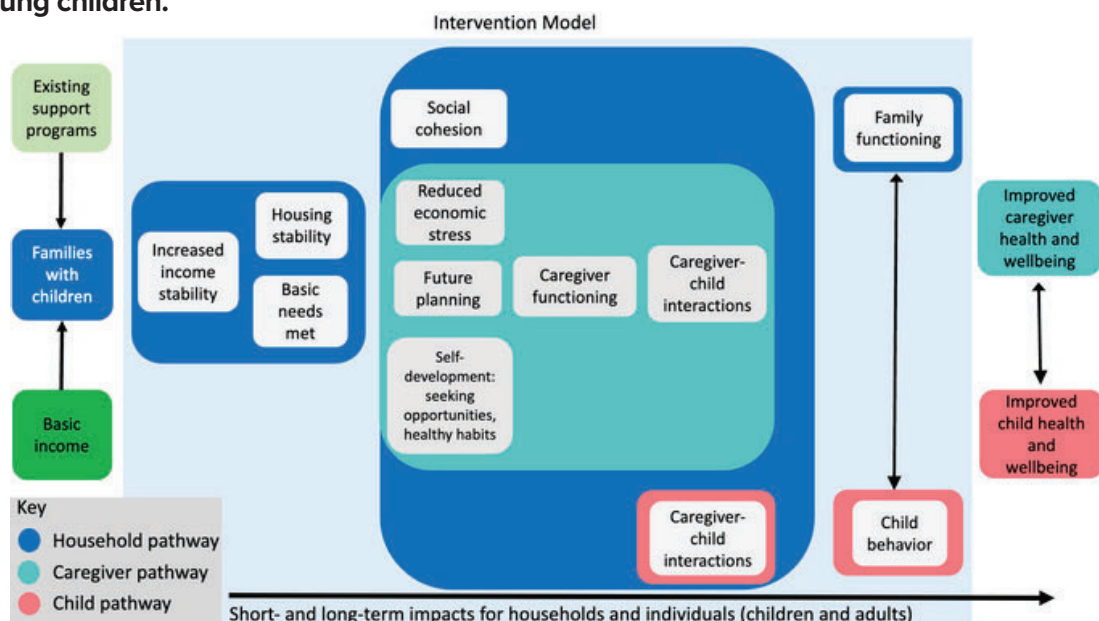 ung children.
Intervention Model
Existing
support
programs
Families
with
children
Basic
income
Increased
income
stability
Housing
stability
Basic
needs
met
Social
cohesion
Reduced
economic
stress
Future
planning
Self-
development:
seeking
opportunities,
healthy habits
Caregiver
functioning
Caregiver-
child
interactions
Caregiver-
child
interactions
Family
functioning
Child
behavior
Improved
caregiver
health and
wellbeing
Improved
child health
and
wellbeing
Key
Household pathway
Caregiver pathway
Child pathway
Short- and long-term impacts for households and individuals (children and adults)